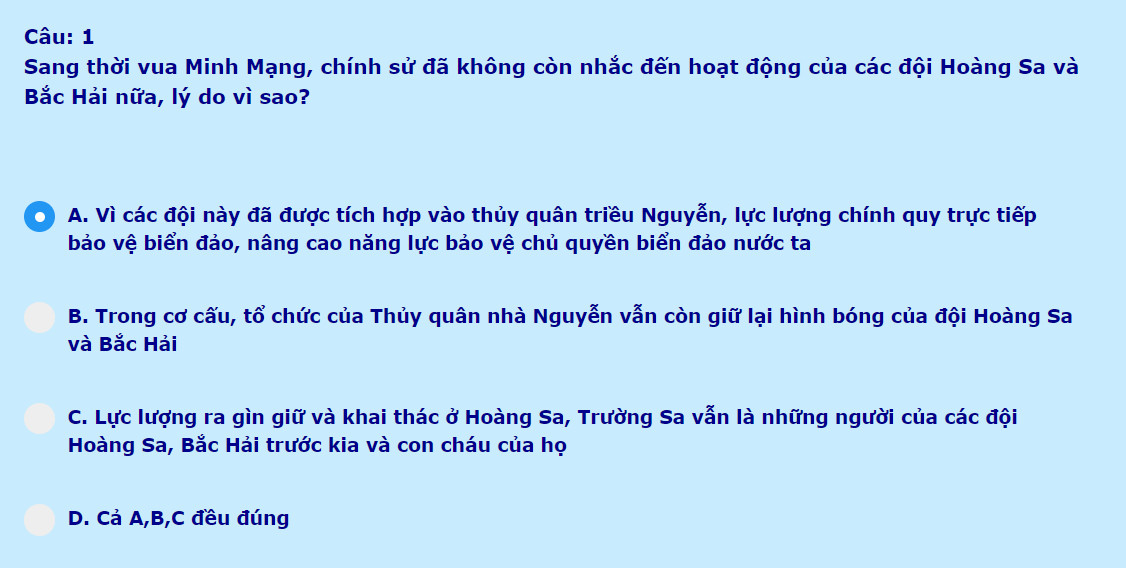 Câu: 1
Sang thời vua Minh Mạng, chính sử đã không còn nhắc đến hoạt động của các đội Hoàng Sa và
Bắc Hải nữa, lý do vì sao?
A. Vì các đội này đã được tích hợp vào thủy quân triều Nguyễn, lực lượng chính quy trực tiếp
bảo vệ biển đảo, nâng cao năng lực bảo vệ chủ quyền biển đảo nước ta
B. Trong cơ cấu, tổ chức của Thủy quân nhà Nguyễn vẫn còn giữ lại hình bóng của đội Hoàng Sa
và Bắc Hải
C. Lực lượng ra gìn giữ và khai thác ở Hoàng Sa, Trường Sa vẫn là những người của các đội
Hoàng Sa, Bắc Hải trước kia và con cháu của họ
D. Cả A,B,C đều đúng